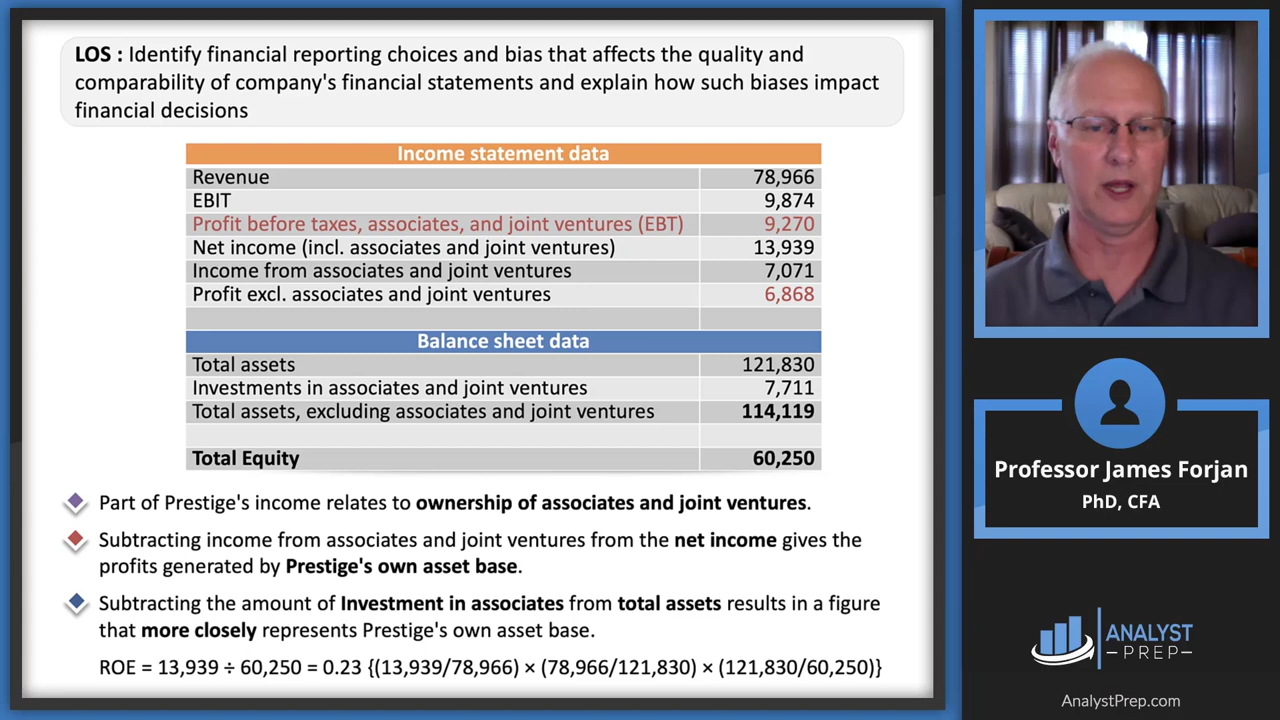 LOS : Identify financial reporting choices and bias that affects the quality and
comparability of company's financial statements and explain how such biases impact
financial decisions
Income statement data
Revenue 78,966
EBIT 9,874
Profit before taxes, associates, and joint ventures (EBT) 9,270
Net income (incl. associates and joint ventures) 13,939
Income from associates and joint ventures 7,071
Profit excl. associates and joint ventures 6,868
Balance sheet data
Total assets 121,830
Investments in associates and joint ventures 7,711
Total assets, excluding associates and joint ventures 114,119
Total Equity 60,250
Part of Prestige's income relates to ownership of associates and joint ventures.
Subtracting income from associates and joint ventures from the net income gives the
profits generated by Prestige's own asset base.
Subtracting the amount of Investment in associates from total assets results in a figure
that more closely represents Prestige's own asset base.
ROE = 13,939 ÷ 60,250 = 0.23 {(13,939/78,966) × (78,966/121,830) × (121,830/60,250)}
Professor James Forjan
PhD, CFA
ANALYST
PREP
AnalystPrep.com